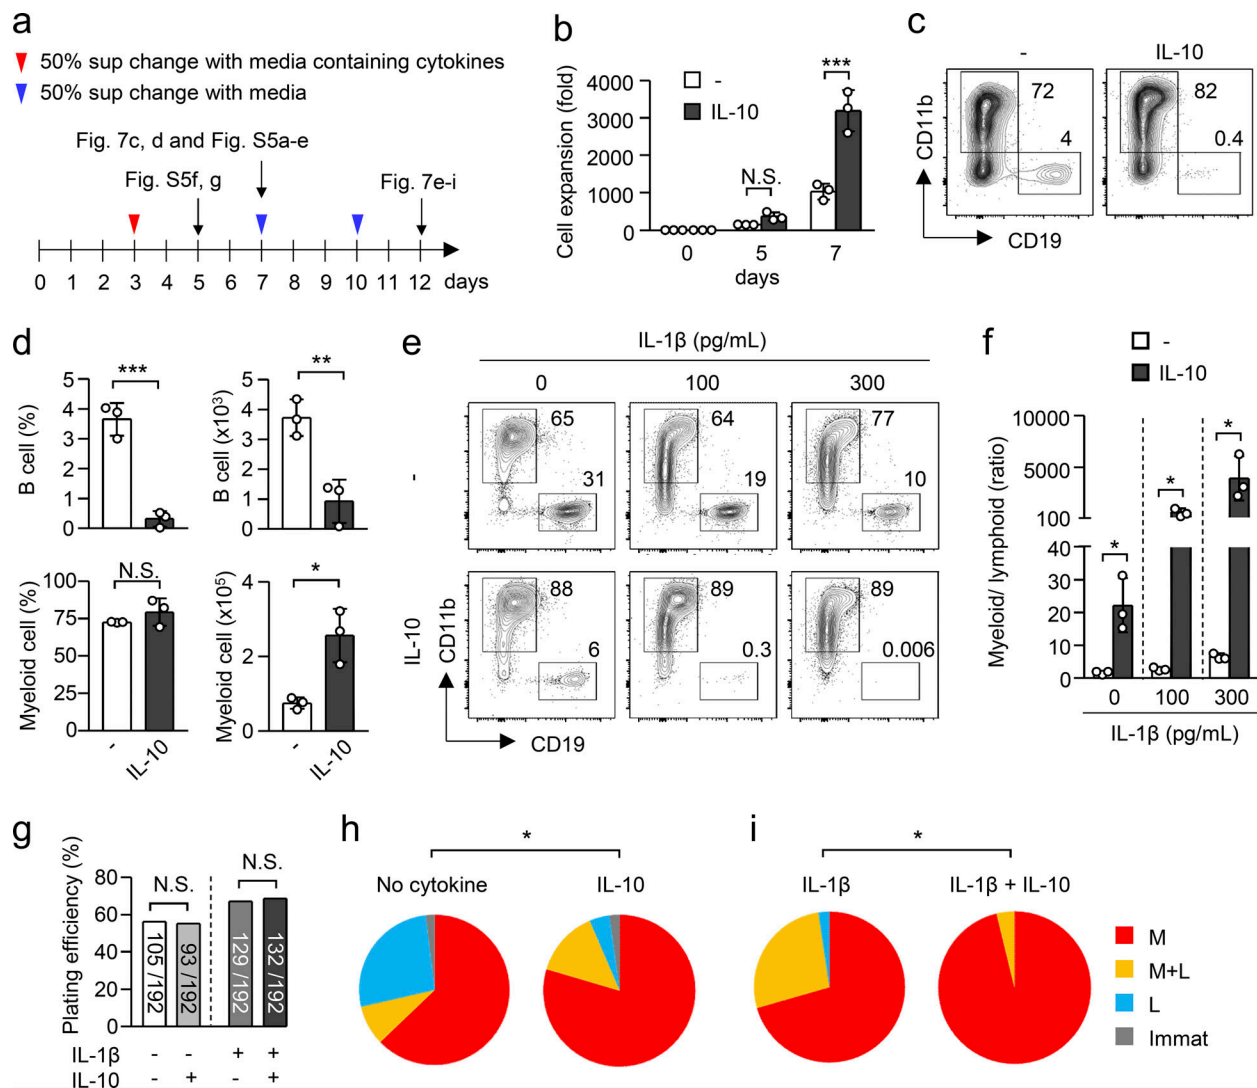 a
50% sup change with media containing cytokines
50% sup change with media
Fig. 7c, d and Fig. S5a-e
Fig. S5f, g
Fig. 7e-i
0 1 2 3 4 5 6 7 8 9 10 11 12 days
b
Cell expansion (fold)
4000
3000
2000
1000
0
-
IL-10
N.S.
***
0 5 7
days
c
- IL-10
72
4
82
0.4
CD11b
CD19
d
B cell (%)
5
4
3
2
1
0
***
B cell (x10³)
5
4
3
2
1
0
**
Myeloid cell (%)
100
75
50
25
0
N.S.
- IL-10
Myeloid cell (x10⁵)
4
2
0
*
- IL-10
e
IL-1β (pg/mL)
0 100 300
-
65
31
64
19
77
10
IL-10
88
6
89
0.3
89
0.006
CD11b
CD19
f
-
IL-10
Myeloid/ lymphoid (ratio)
10000
5000
100
40
30
20
10
0
*
*
*
0 100 300
IL-1β (pg/mL)
g
Plating efficiency (%)
80
60
40
20
0
N.S.
N.S.
105 /192
93 /192
129 /192
132 /192
IL-1β - - + +
IL-10 - + - +
h
*
No cytokine IL-10
i
*
IL-1β IL-1β + IL-10
M
M+L
L
Immat